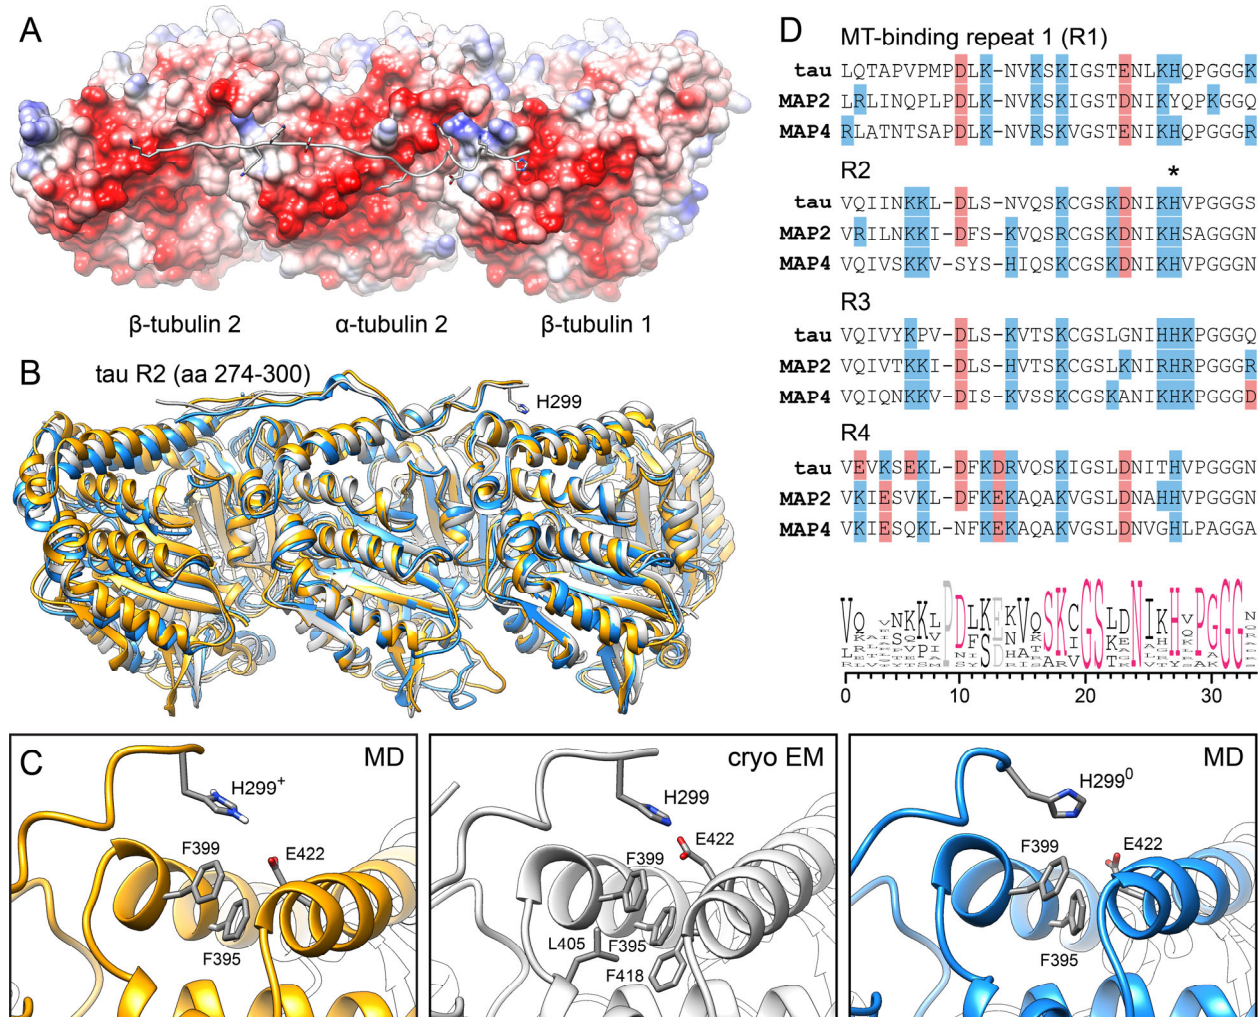 A
β-tubulin 2
α-tubulin 2
β-tubulin 1
B
tau R2 (aa 274-300)
H299
C
MD
H299+
F399
E422
F395
cryo EM
H299
E422
F399
L405
F395
F418
MD
H299⁰
F399
E422
F395
D
MT-binding repeat 1 (R1)
tau LQTAPVPMPDLK-NVKSKIGSTENLKHQPGGGK
MAP2 LRLINQPLPDLK-NVKSKIGSTDNIKYQPKGGQ
MAP4 RLATNTSAPDLK-NVRSKVGSTENIKHQPGGGR
R2
*
tau VQIINKKL-DLS-NVQSKCGSKDNIKHVPGGGS
MAP2 VRILNKKI-DFS-KVQSRCGSKDNIKHSAGGGN
MAP4 VQIVSKKV-SYS-HIQSKCGSKDNIKHVPGGGN
R3
tau VQIVYKPV-DLS-KVTSKCGSLGNIHHKPGGGQ
MAP2 VQIVTKKI-DLS-HVTSKCGSLKNIRHRPGGGR
MAP4 VQIQNKKV-DIS-KVSSKCGSKANIKHKPGGGD
R4
tau VEVKSEKL-DFKDRVQSKIGSLDNITHVPGGGN
MAP2 VKIESVKL-DFKEKAQAKVGSLDNAHHVPGGGN
MAP4 VKIESQKL-NFKEKAQAKVGSLDNVGHLPAGGA
0 10 20 30